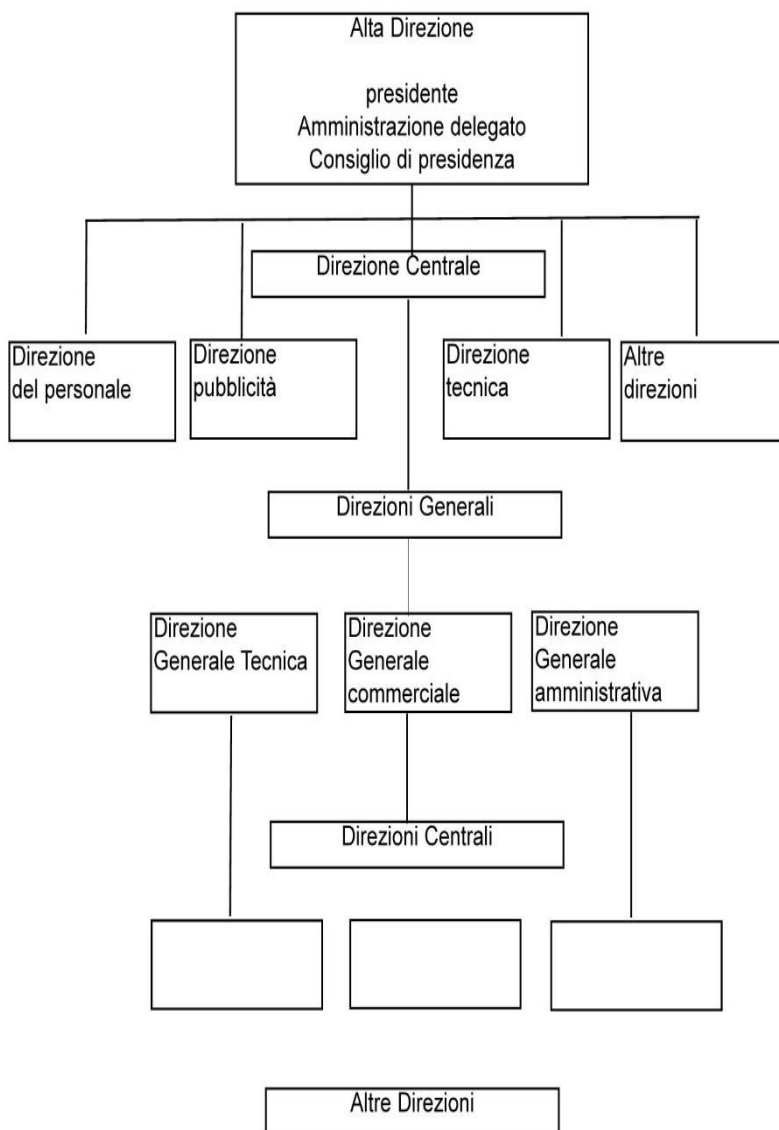 Alta Direzione
presidente
Amministrazione delegato
Consiglio di presidenza
Direzione Centrale
Direzione
del personale
Direzione
pubblicità
Direzione
tecnica
Altre
direzioni
Direzioni Generali
Direzione
Generale Tecnica
Direzione
Generale
commerciale
Direzione
Generale
amministrativa
Direzioni Centrali
Altre Direzioni